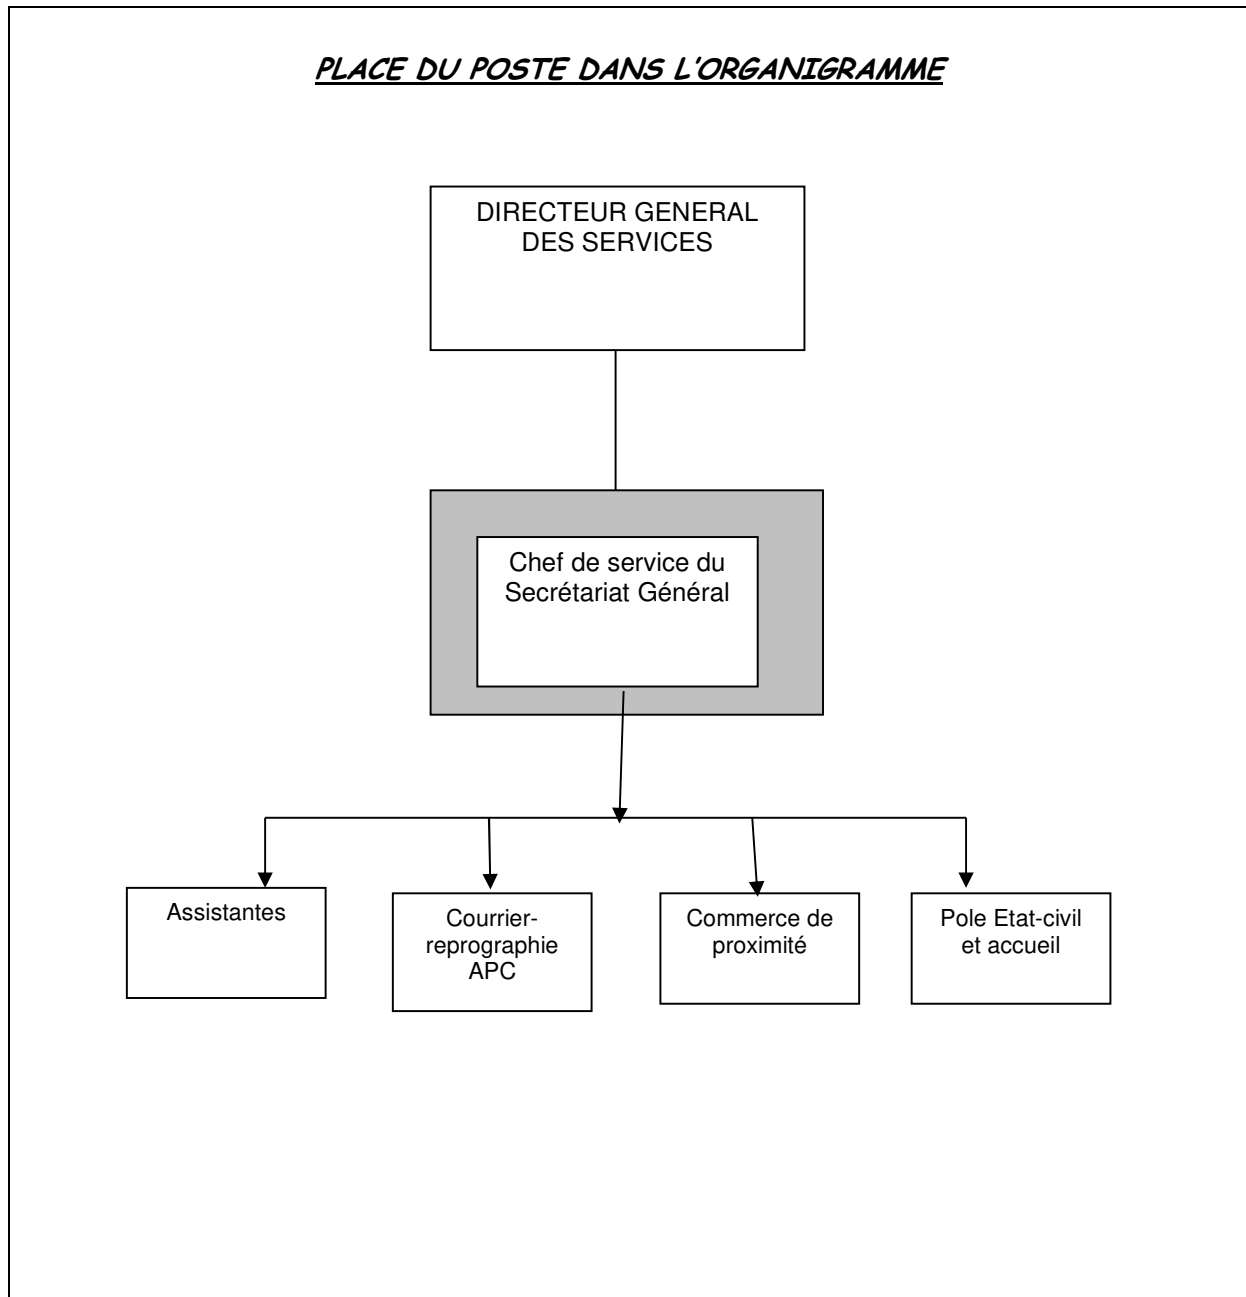 PLACE DU POSTE DANS L'ORGANIGRAMME
DIRECTEUR GENERAL
DES SERVICES
Chef de service du
Secrétariat Général
Assistantes
Courrier-
reprographie
APC
Commerce de
proximité
Pole Etat-civil
et accueil